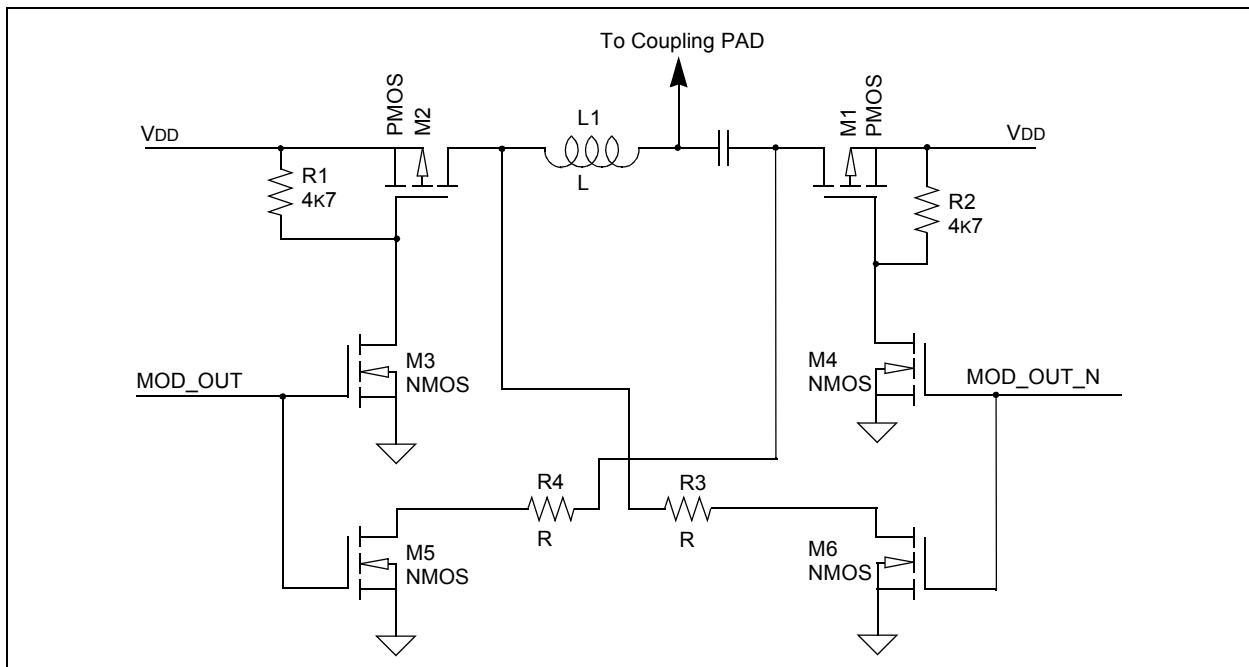 To Coupling PAD
PMOS
M2
L1
M1
PMOS
VDD
VDD
R1
4K7
L
R2
4K7
M3
NMOS
M4
NMOS
MOD_OUT
MOD_OUT_N
R4
R3
R
R
M5
NMOS
M6
NMOS